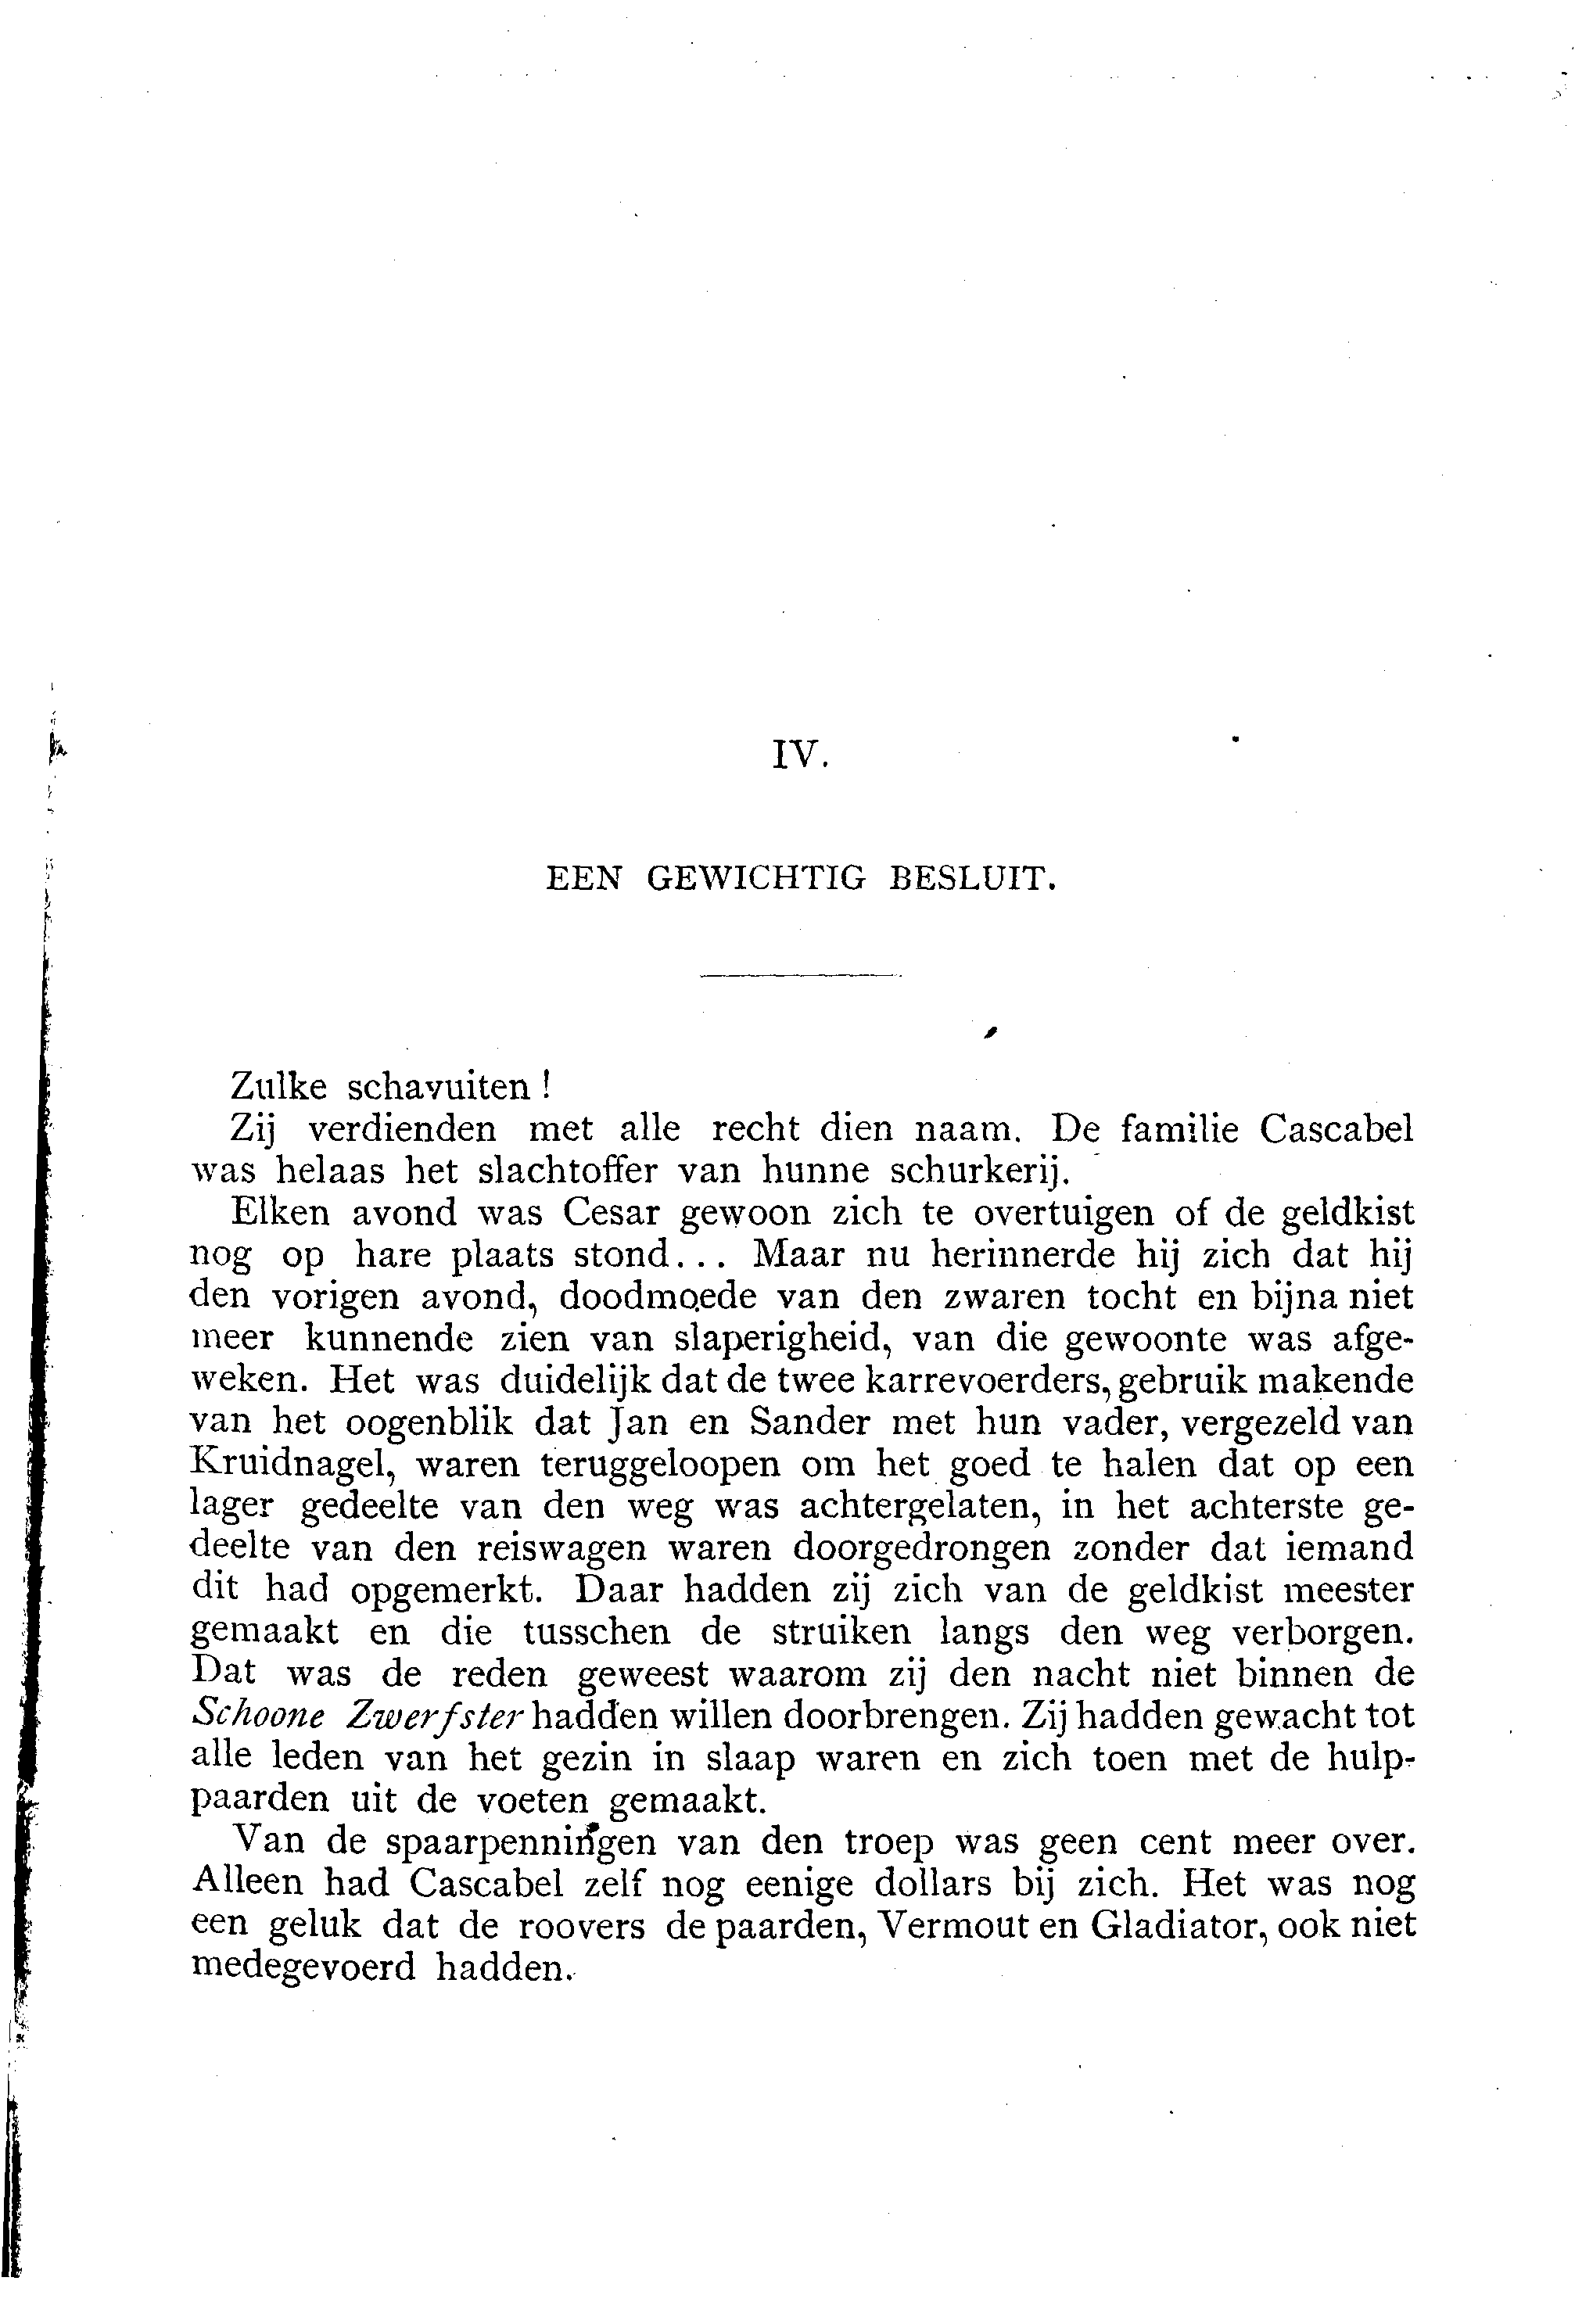 IV.
EEN GEWICHTIG BESLUIT.
Zulke schavuiten !
Zij verdienden met alle recht dien naam. De familie Cascabel
was helaas het slachtoffer van hunne schurkerij.
Elken avond was Cesar gewoon zich te overtuigen of de geldkist
nog op hare plaats stond... Maar nu herinnerde hij zich dat hij
den vorigen avond, doodmoede van den zwaren tocht en bijna niet
meer kunnende zien van slaperigheid, van die gewoonte was afge-
weken. Het was duidelijk dat de twee karrevoerders, gebruik makende
van het oogenblik dat Jan en Sander met hun vader, vergezeld van
Kruidnagel, waren teruggeloopen om het goed te halen dat op een
lager gedeelte van den weg was achtergelaten, in het achterste ge-
deelte van den reiswagen waren doorgedrongen zonder dat iemand
dit had opgemerkt. Daar hadden zij zich van de geldkist meester
gemaakt en die tusschen de struiken langs den weg verborgen.
Dat was de reden geweest waarom zij den nacht niet binnen de
Schoone Zwerfster hadden willen doorbrengen. Zij hadden gewacht tot
alle leden van het gezin in slaap waren en zich toen met de hulp-
paarden uit de voeten gemaakt.
Van de spaarpenningen van den troep was geen cent meer over.
Alleen had Cascabel zelf nog eenige dollars bij zich. Het was nog
een geluk dat de roovers de paarden, Vermout en Gladiator, ook niet
medegevoerd hadden.